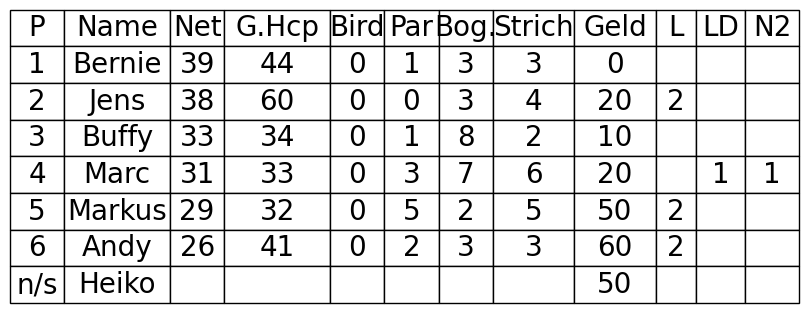 P Name Net G.Hcp Bird Par Bog. Strich Geld L LD N2
1 Bernie 39 44 0 1 3 3 0
2 Jens 38 60 0 0 3 4 20 2
3 Buffy 33 34 0 1 8 2 10
4 Marc 31 33 0 3 7 6 20 1 1
5 Markus 29 32 0 5 2 5 50 2
6 Andy 26 41 0 2 3 3 60 2
n/s Heiko 50